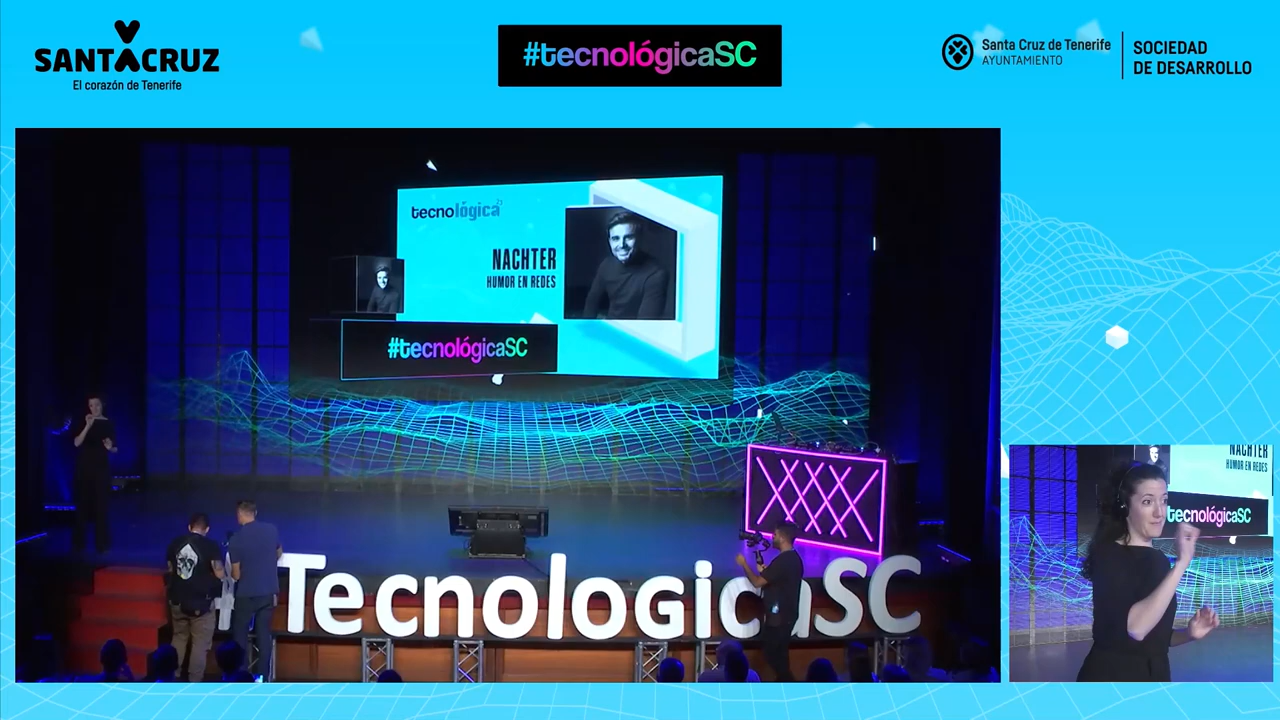 SANTACRUZ
El corazón de Tenerife
#tecnológicaSC
Santa Cruz de Tenerife
AYUNTAMIENTO
SOCIEDAD
DE DESARROLLO
tecnológica
NACHTER
HUMOR EN REDES
#tecnológicaSC
TecnologicaSC
NACHTER
HUMOR EN REDES
tecnológicaSC